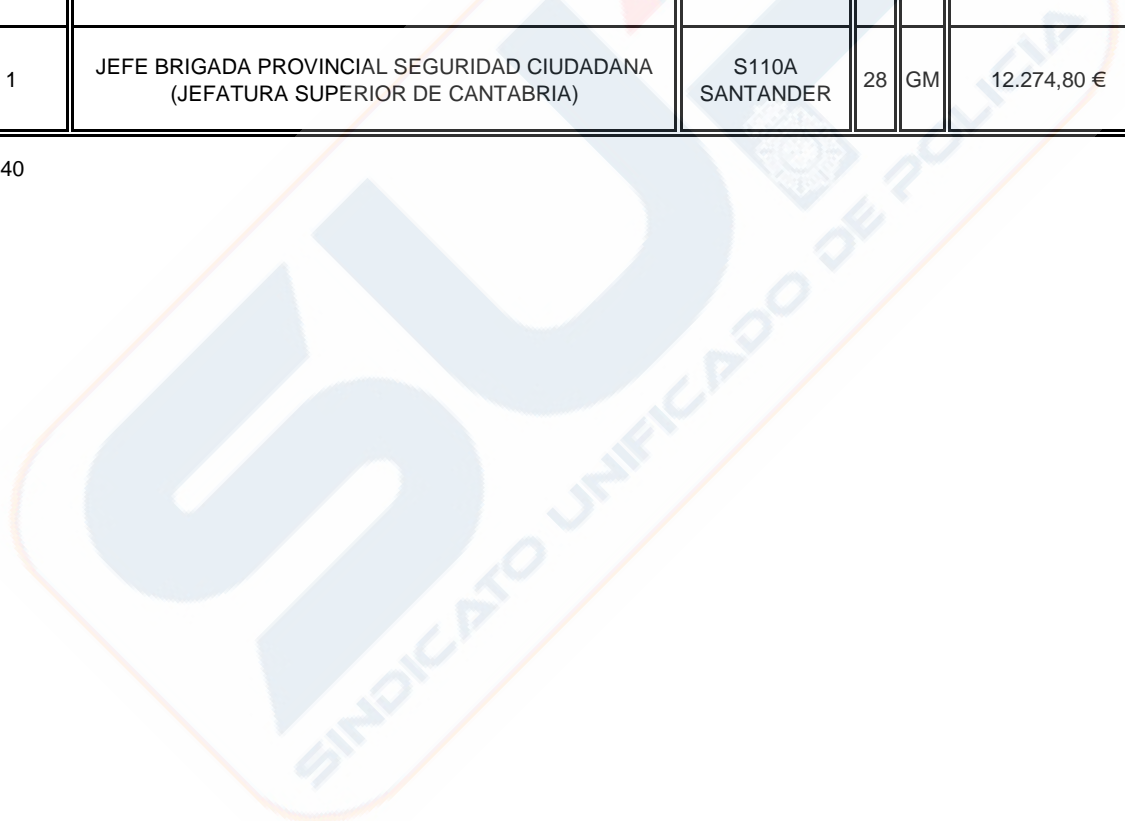 1
JEFE BRIGADA PROVINCIAL SEGURIDAD CIUDADANA
(JEFATURA SUPERIOR DE CANTABRIA)
S110A
SANTANDER
28
GM
12.274,80 €
40
SUP
SINDICATO UNIFICADO DE POLICIA